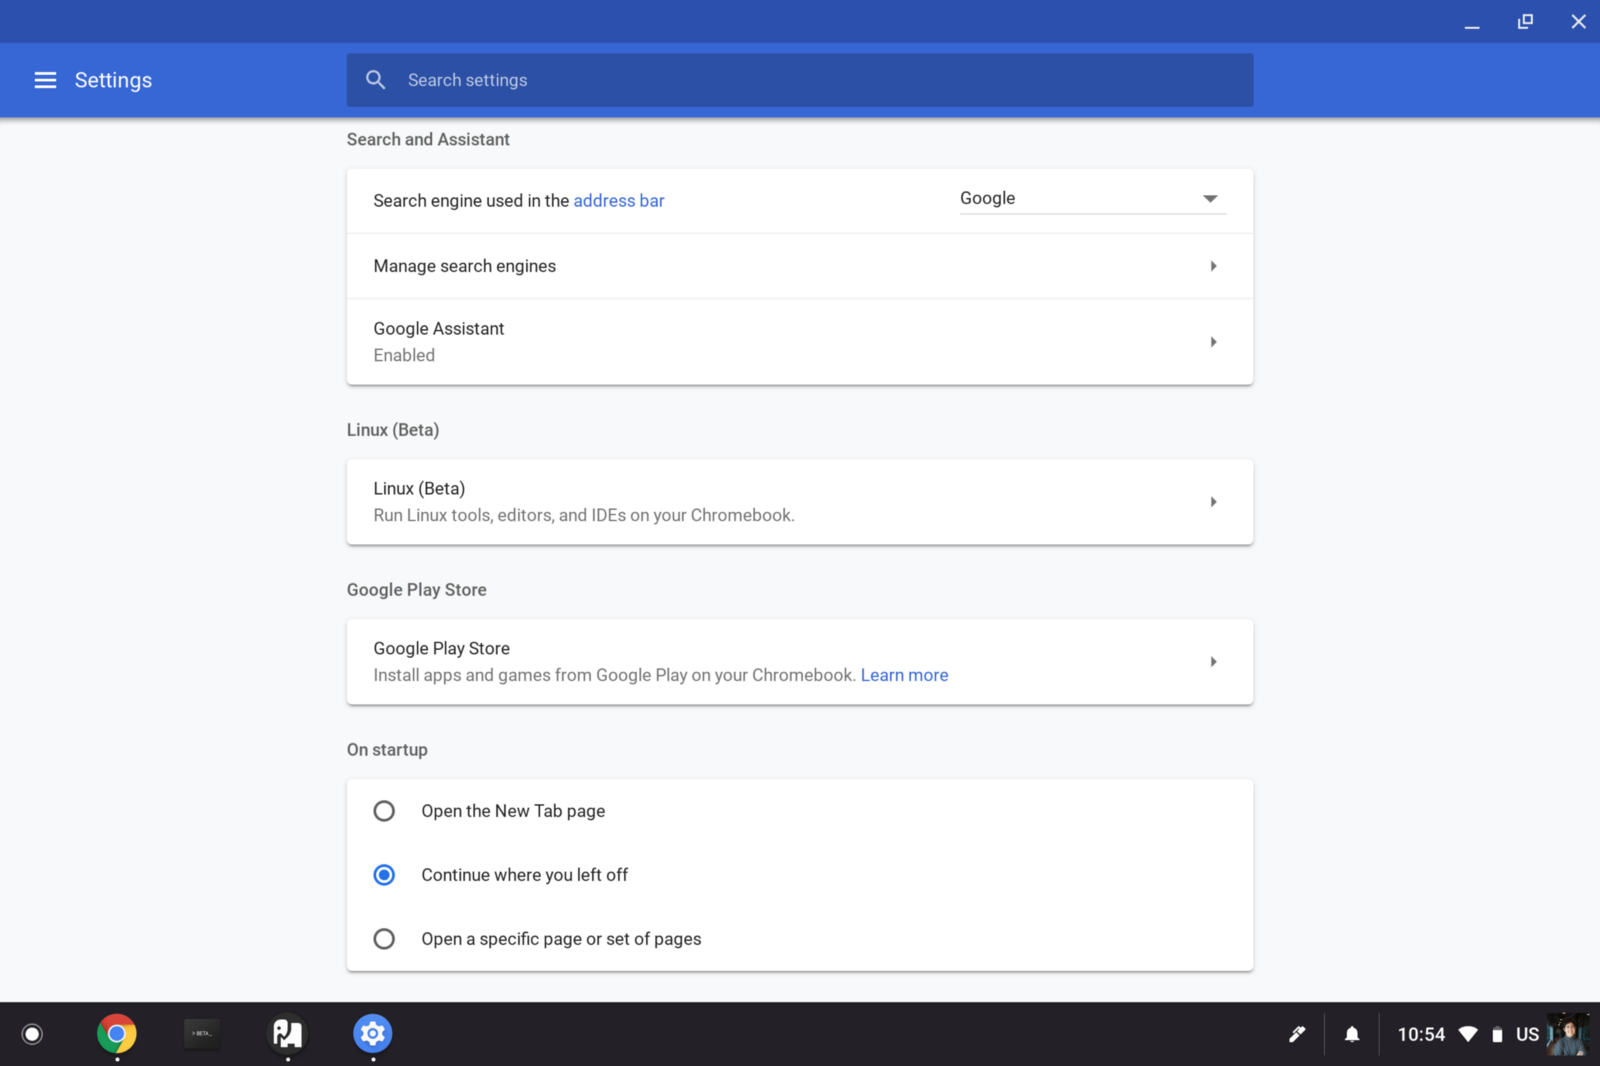 Settings
Search settings
Search and Assistant
Search engine used in the address bar
Google
Manage search engines
Google Assistant
Enabled
Linux (Beta)
Linux (Beta)
Run Linux tools, editors, and IDEs on your Chromebook.
Google Play Store
Google Play Store
Install apps and games from Google Play on your Chromebook. Learn more
On startup
Open the New Tab page
Continue where you left off
Open a specific page or set of pages
> BETA_
10:54
US